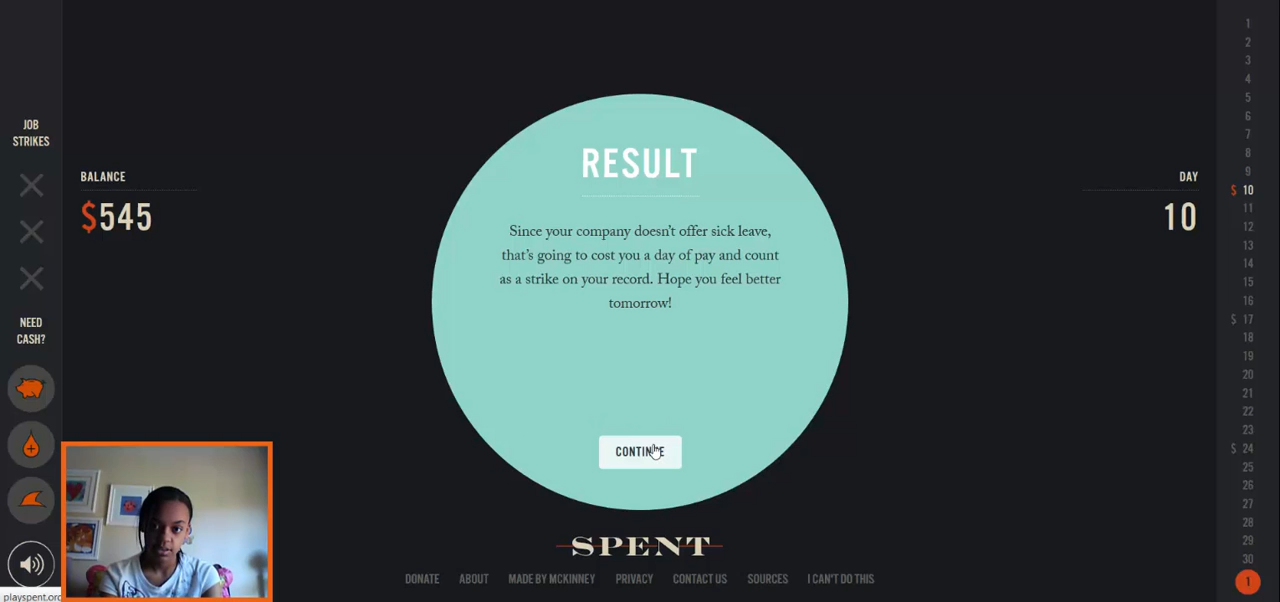 JOB
STRIKES
BALANCE
$545
NEED
CASH?
RESULT
Since your company doesn't offer sick leave,
that's going to cost you a day of pay and count
as a strike on your record. Hope you feel better
tomorrow!
CONTINUE
DAY
10
1
2
3
4
5
6
7
8
9
$ 10
11
12
13
14
15
16
$ 17
18
19
20
21
22
23
$ 24
25
26
27
28
29
30
1
SPENT
DONATE ABOUT MADE BY MCKINNEY PRIVACY CONTACT US SOURCES I CAN'T DO THIS
playspent.org